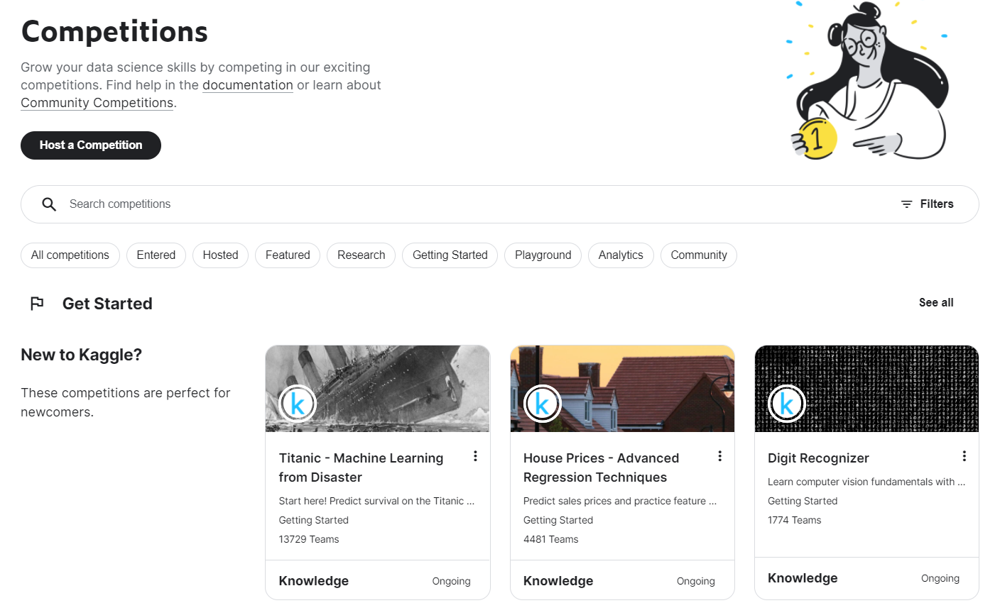 Competitions
Grow your data science skills by competing in our exciting
competitions. Find help in the documentation or learn about
Community Competitions.
Host a Competition
1
Search competitions
Filters
All competitions
Entered
Hosted
Featured
Research
Getting Started
Playground
Analytics
Community
Get Started
See all
New to Kaggle?
These competitions are perfect for
newcomers.
k
Titanic - Machine Learning
from Disaster
Start here! Predict survival on the Titanic ...
Getting Started
13729 Teams
Knowledge
Ongoing
k
House Prices - Advanced
Regression Techniques
Predict sales prices and practice feature ...
Getting Started
4481 Teams
Knowledge
Ongoing
k
Digit Recognizer
Learn computer vision fundamentals with ...
Getting Started
1774 Teams
Knowledge
Ongoing